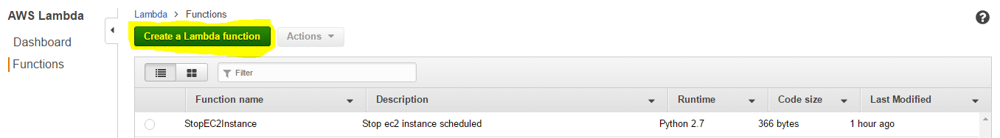 AWS Lambda
Dashboard
Functions
Lambda > Functions
Create a Lambda function Actions
Filter
Function name Description Runtime Code size Last Modified
StopEC2Instance Stop ec2 instance scheduled Python 2.7 366 bytes 1 hour ago